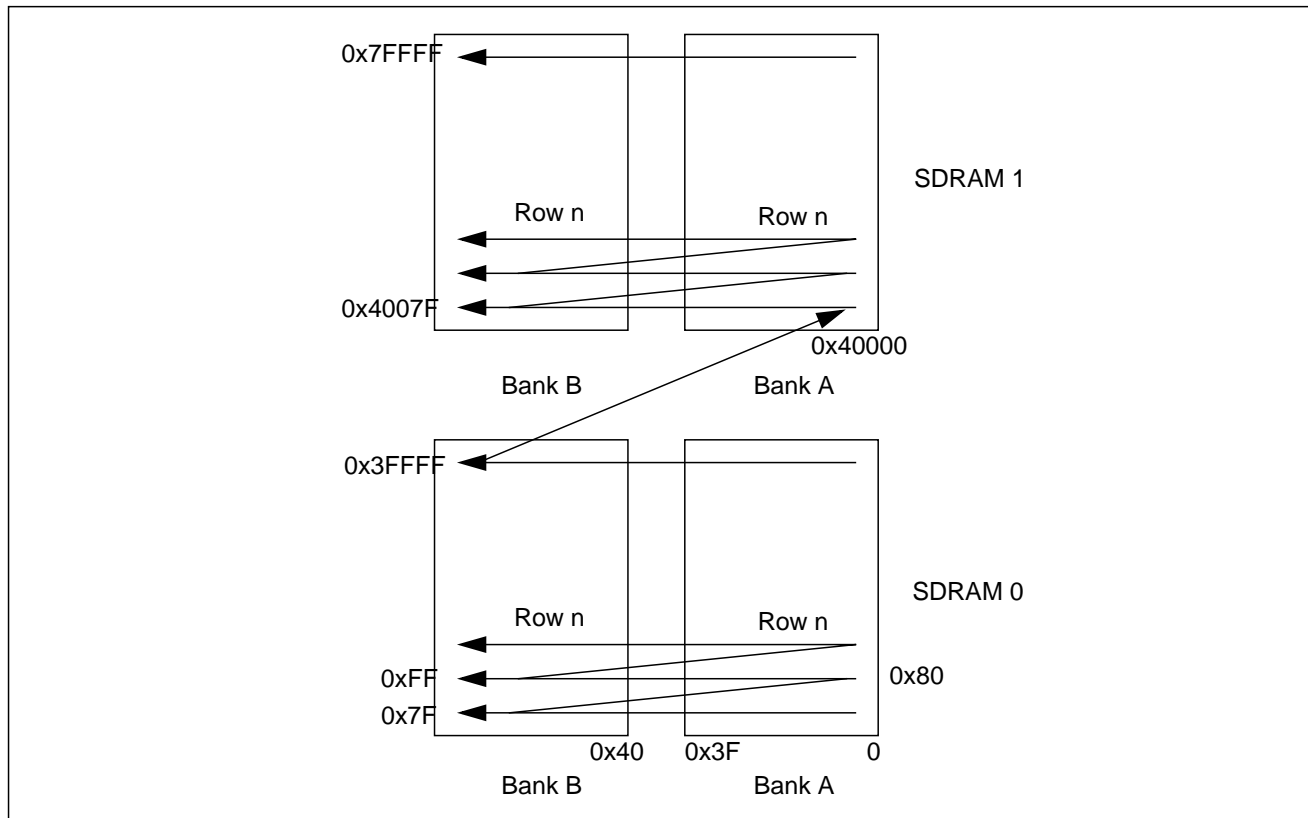 0x7FFFF
SDRAM 1
Row n Row n
0x4007F
0x40000
Bank B Bank A
0x3FFFF
SDRAM 0
Row n Row n
0xFF 0x80
0x7F
0x40 0x3F 0
Bank B Bank A